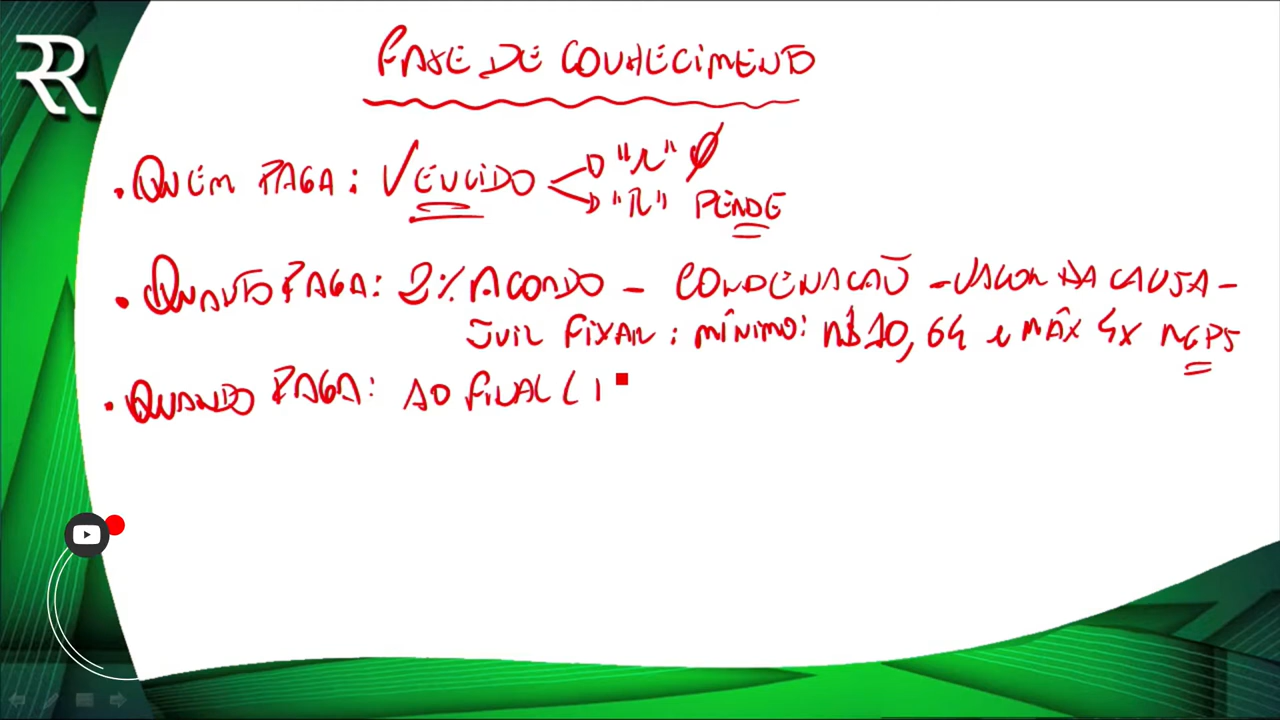 RR
FASE DE CONHECIMENTO
• QUEM PAGA: VENCIDO "R"
"R" PERDE
• QUANTO PAGA: 2% ACORDO - CONDENAÇÃO - VALOR DA CAUSA -
JUIZ FIXAR: MÍNIMO: R$10,64 e MÁX 4X RGPS
• QUANDO PAGA: AO FINAL (